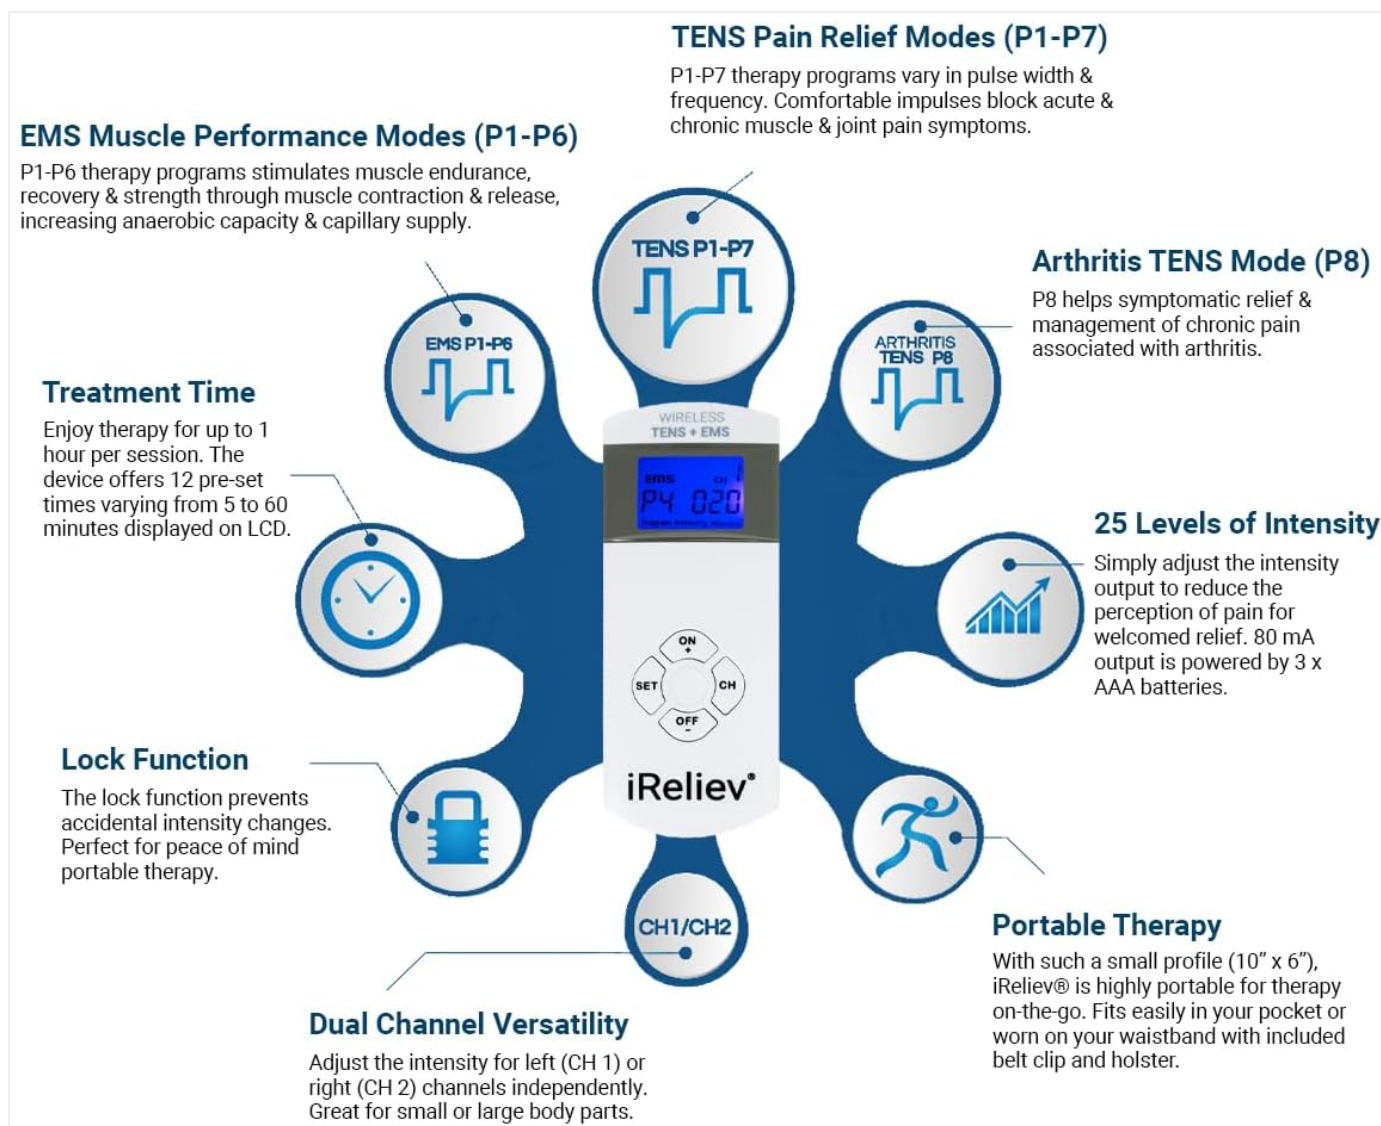 TENS Pain Relief Modes (P1-P7)
P1-P7 therapy programs vary in pulse width &
frequency. Comfortable impulses block acute &
chronic muscle & joint pain symptoms.
EMS Muscle Performance Modes (P1-P6)
P1-P6 therapy programs stimulates muscle endurance,
recovery & strength through muscle contraction & release,
increasing anaerobic capacity & capillary supply.
TENS P1-P7
Arthritis TENS Mode (P8)
P8 helps symptomatic relief &
management of chronic pain
associated with arthritis.
EMS P1-P6
ARTHRITIS
TENS P8
Treatment Time
Enjoy therapy for up to 1
hour per session. The
device offers 12 pre-set
times varying from 5 to 60
minutes displayed on LCD.
WIRELESS
TENS + EMS
EMS CH 1
P4 020
Program Intensity Minutes
25 Levels of Intensity
Simply adjust the intensity
output to reduce the
perception of pain for
welcomed relief. 80 mA
output is powered by 3 x
AAA batteries.
ON
+
SET
CH
OFF
-
iReliev®
Lock Function
The lock function prevents
accidental intensity changes.
Perfect for peace of mind
portable therapy.
CH1/CH2
Portable Therapy
With such a small profile (10” x 6”),
iReliev® is highly portable for therapy
on-the-go. Fits easily in your pocket or
worn on your waistband with included
belt clip and holster.
Dual Channel Versatility
Adjust the intensity for left (CH 1) or
right (CH 2) channels independently.
Great for small or large body parts.